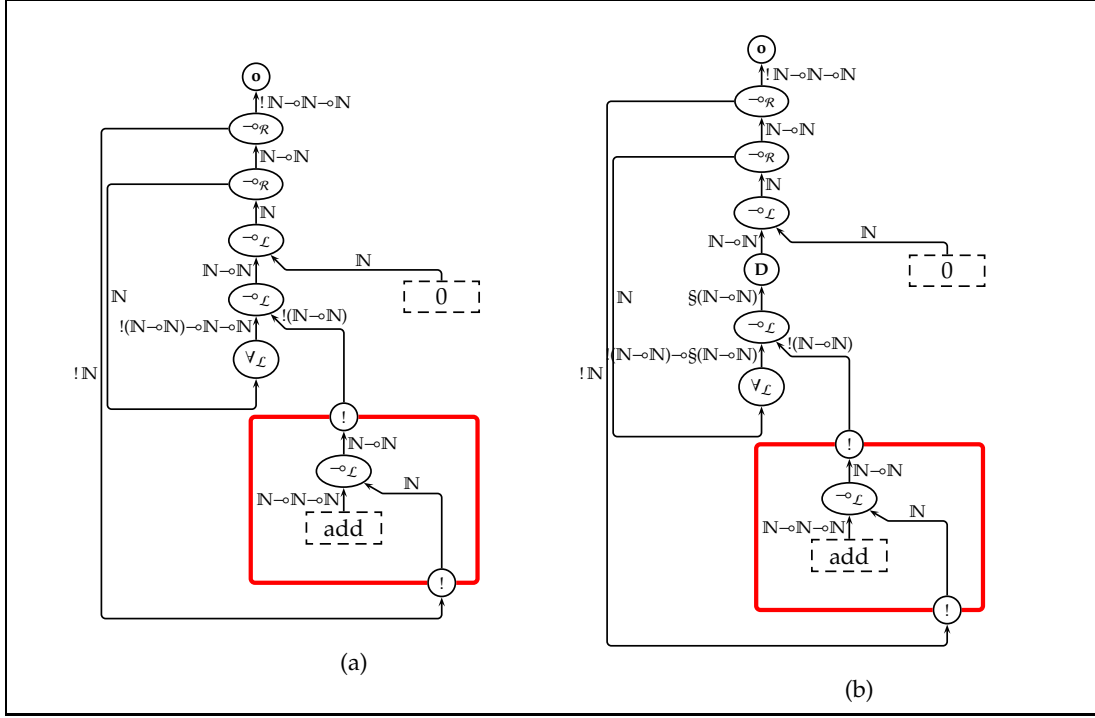 o
! ℕ⊸ℕ⊸ℕ
⊸ℛ
ℕ⊸ℕ
⊸ℛ
ℕ
⊸ℒ
ℕ
ℕ⊸ℕ
0
⊸ℒ
ℕ
!(ℕ⊸ℕ)⊸ℕ⊸ℕ
!(ℕ⊸ℕ)
∀ℒ
! ℕ
!
ℕ⊸ℕ
⊸ℒ
ℕ⊸ℕ⊸ℕ
ℕ
add
!
(a)
o
! ℕ⊸ℕ⊸ℕ
⊸ℛ
ℕ⊸ℕ
⊸ℛ
ℕ
⊸ℒ
ℕ
ℕ⊸ℕ
D
0
ℕ
§(ℕ⊸ℕ)
⊸ℒ
!(ℕ⊸ℕ)⊸§(ℕ⊸ℕ)
!(ℕ⊸ℕ)
! ℕ
∀ℒ
!
ℕ⊸ℕ
⊸ℒ
ℕ⊸ℕ⊸ℕ
ℕ
add
!
(b)